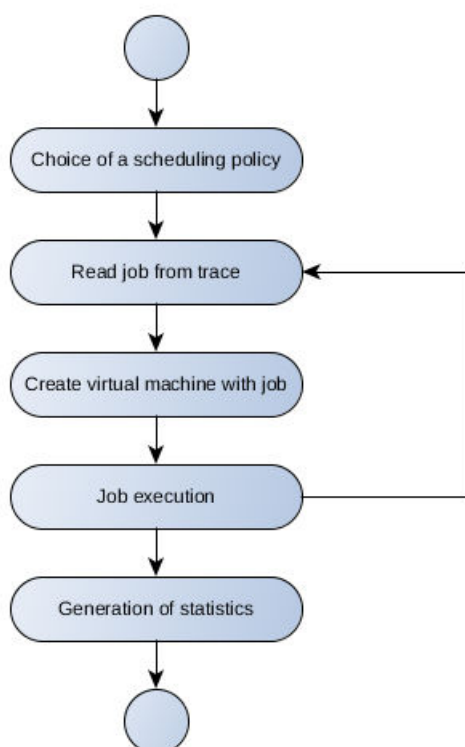 Choice of a scheduling policy
Read job from trace
Create virtual machine with job
Job execution
Generation of statistics